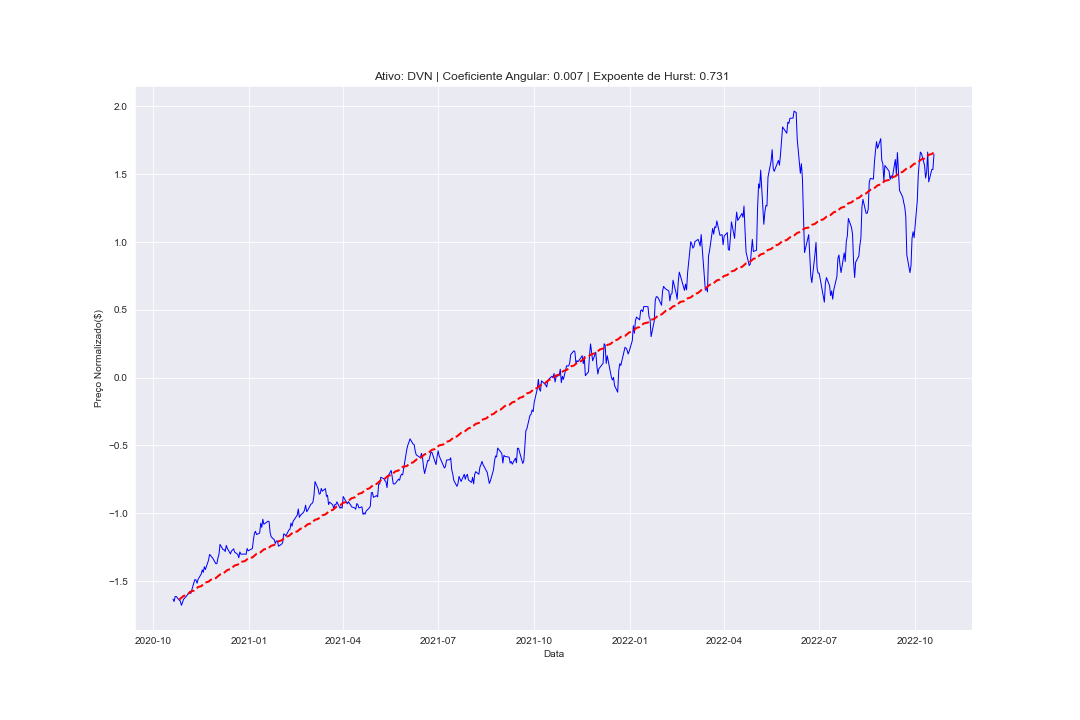 Ativo: DVN | Coeficiente Angular: 0.007 | Expoente de Hurst: 0.731
Preço Normalizado($)
2.0
1.5
1.0
0.5
0.0
−0.5
−1.0
−1.5
2020-10 2021-01 2021-04 2021-07 2021-10 2022-01 2022-04 2022-07 2022-10
Data